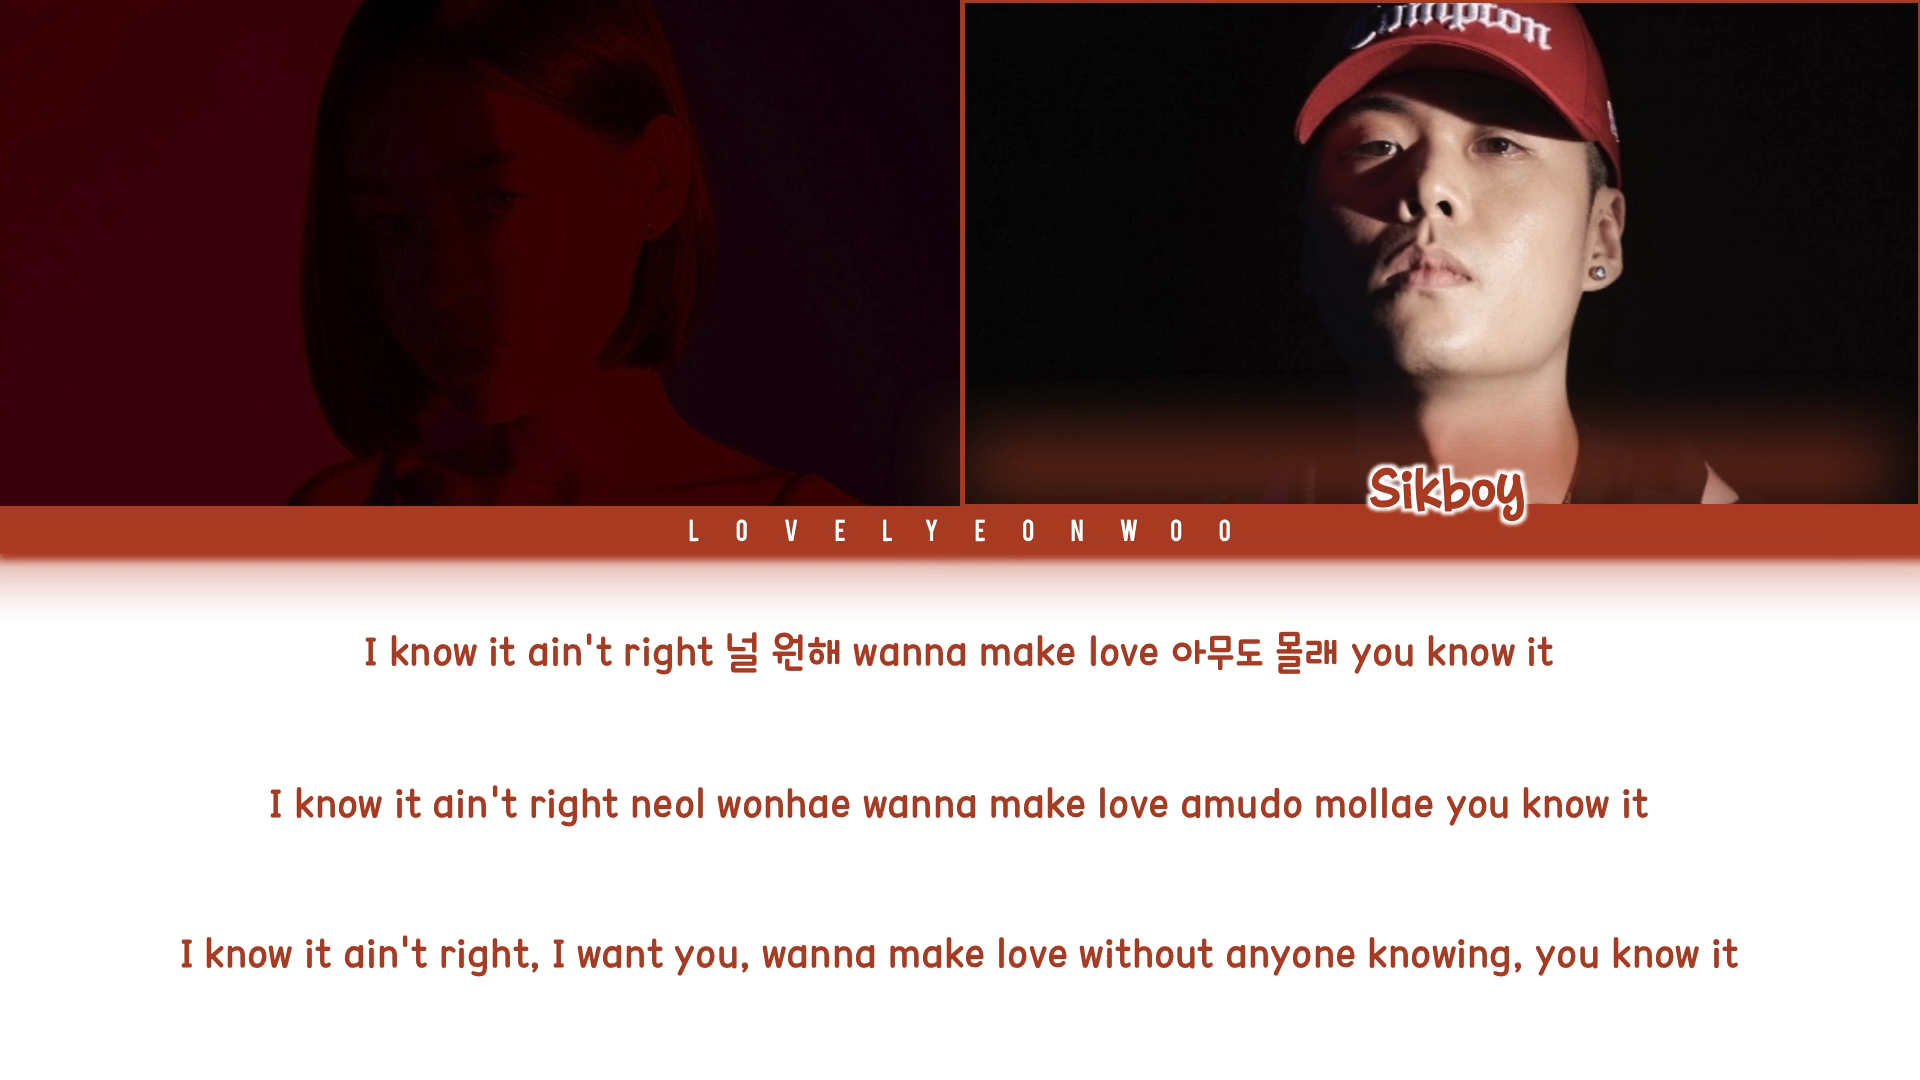 Sikboy
LOVELYEONWOO
I know it ain't right 널 원해 wanna make love 아무도 몰래 you know it
I know it ain't right neol wonhae wanna make love amudo mollae you know it
I know it ain't right, I want you, wanna make love without anyone knowing, you know it